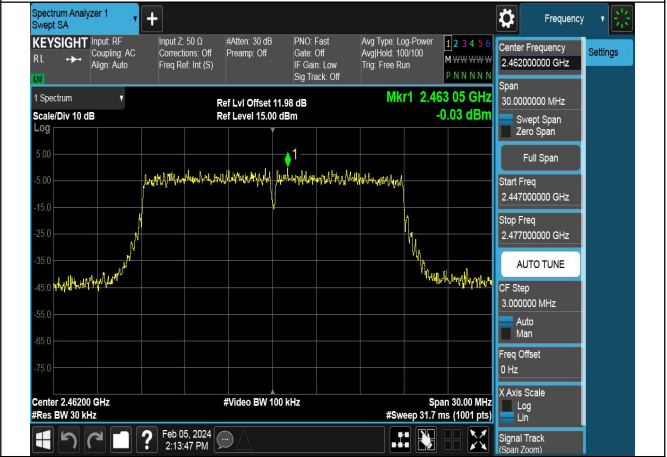 Spectrum Analyzer 1
Swept SA
+
Frequency
KEYSIGHT
RL
LXI
Input: RF
Coupling: AC
Align: Auto
Input Z: 50 Ω
Corrections: Off
Freq Ref: Int (S)
#Atten: 30 dB
Preamp: Off
PNO: Fast
Gate: Off
IF Gain: Low
Sig Track: Off
Avg Type: Log-Power
Avg|Hold: 100/100
Trig: Free Run
1 2 3 4 5 6
M W W W W W
P N N N N N
1 Spectrum
Scale/Div 10 dB
Log
Ref Lvl Offset 11.98 dB
Ref Level 15.00 dBm
Mkr1 2.463 05 GHz
-0.03 dBm
1
5.00
-5.00
-15.0
-25.0
-35.0
-45.0
-55.0
-65.0
-75.0
Center 2.46200 GHz
#Res BW 30 kHz
#Video BW 100 kHz
Span 30.00 MHz
#Sweep 31.7 ms (1001 pts)
?
Feb 05, 2024
2:13:47 PM
Center Frequency
2.462000000 GHz
Settings
Span
30.0000000 MHz
Swept Span
Zero Span
Full Span
Start Freq
2.447000000 GHz
Stop Freq
2.477000000 GHz
AUTO TUNE
CF Step
3.000000 MHz
Auto
Man
Freq Offset
0 Hz
X Axis Scale
Log
Lin
Signal Track
(Span Zoom)